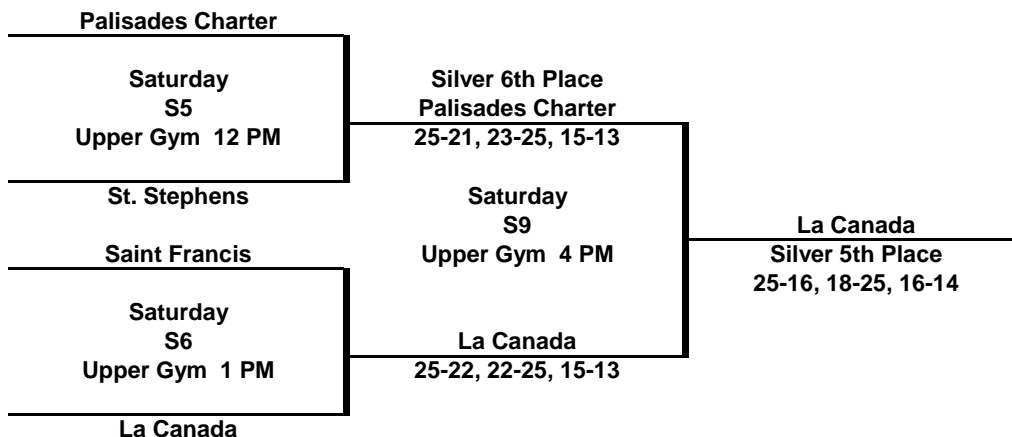 Palisades Charter
Saturday
S5
Upper Gym 12 PM
St. Stephens
Silver 6th Place
Palisades Charter
25-21, 23-25, 15-13
Saint Francis
Saturday
S6
Upper Gym 1 PM
La Canada
Saturday
S9
Upper Gym 4 PM
La Canada
25-22, 22-25, 15-13
La Canada
Silver 5th Place
25-16, 18-25, 16-14